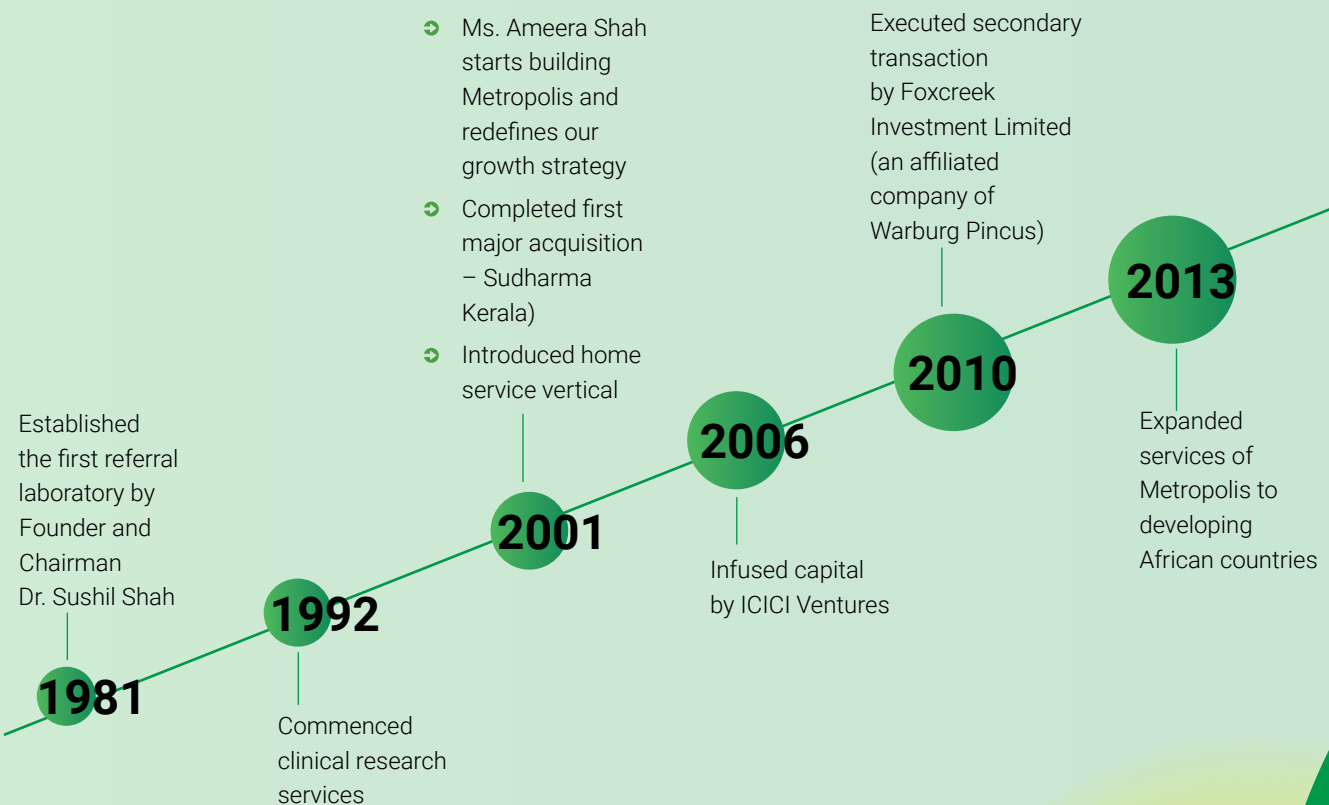 Established
the first referral
laboratory by
Founder and
Chairman
Dr. Sushil Shah
1981
1992
Commenced
clinical research
services
Ms. Ameera Shah
starts building
Metropolis and
redefines our
growth strategy
Completed first
major acquisition
– Sudharma
Kerala)
Introduced home
service vertical
2001
2006
Infused capital
by ICICI Ventures
Executed secondary
transaction
by Foxcreek
Investment Limited
(an affiliated
company of
Warburg Pincus)
2010
2013
Expanded
services of
Metropolis to
developing
African countries